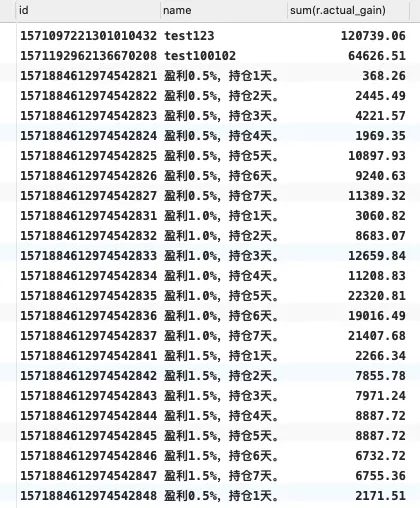 id name sum(r.actual_gain)
1571097221301010432 test123 120739.06
1571192962136670208 test100102 64626.51
1571884612974542821 盈利0.5%，持仓1天。 368.26
1571884612974542822 盈利0.5%，持仓2天。 2445.49
1571884612974542823 盈利0.5%，持仓3天。 4221.57
1571884612974542824 盈利0.5%，持仓4天。 1969.35
1571884612974542825 盈利0.5%，持仓5天。 10897.93
1571884612974542826 盈利0.5%，持仓6天。 9240.63
1571884612974542827 盈利0.5%，持仓7天。 11389.32
1571884612974542831 盈利1.0%，持仓1天。 3060.82
1571884612974542832 盈利1.0%，持仓2天。 8683.07
1571884612974542833 盈利1.0%，持仓3天。 12659.84
1571884612974542834 盈利1.0%，持仓4天。 11208.83
1571884612974542835 盈利1.0%，持仓5天。 22320.81
1571884612974542836 盈利1.0%，持仓6天。 19016.49
1571884612974542837 盈利1.0%，持仓7天。 21407.68
1571884612974542841 盈利1.5%，持仓1天。 2266.34
1571884612974542842 盈利1.5%，持仓2天。 7855.78
1571884612974542843 盈利1.5%，持仓3天。 7971.24
1571884612974542844 盈利1.5%，持仓4天。 8887.72
1571884612974542845 盈利1.5%，持仓5天。 8887.72
1571884612974542846 盈利1.5%，持仓6天。 6732.72
1571884612974542847 盈利1.5%，持仓7天。 6755.36
1571884612974542848 盈利0.5%，持仓1天。 2171.51